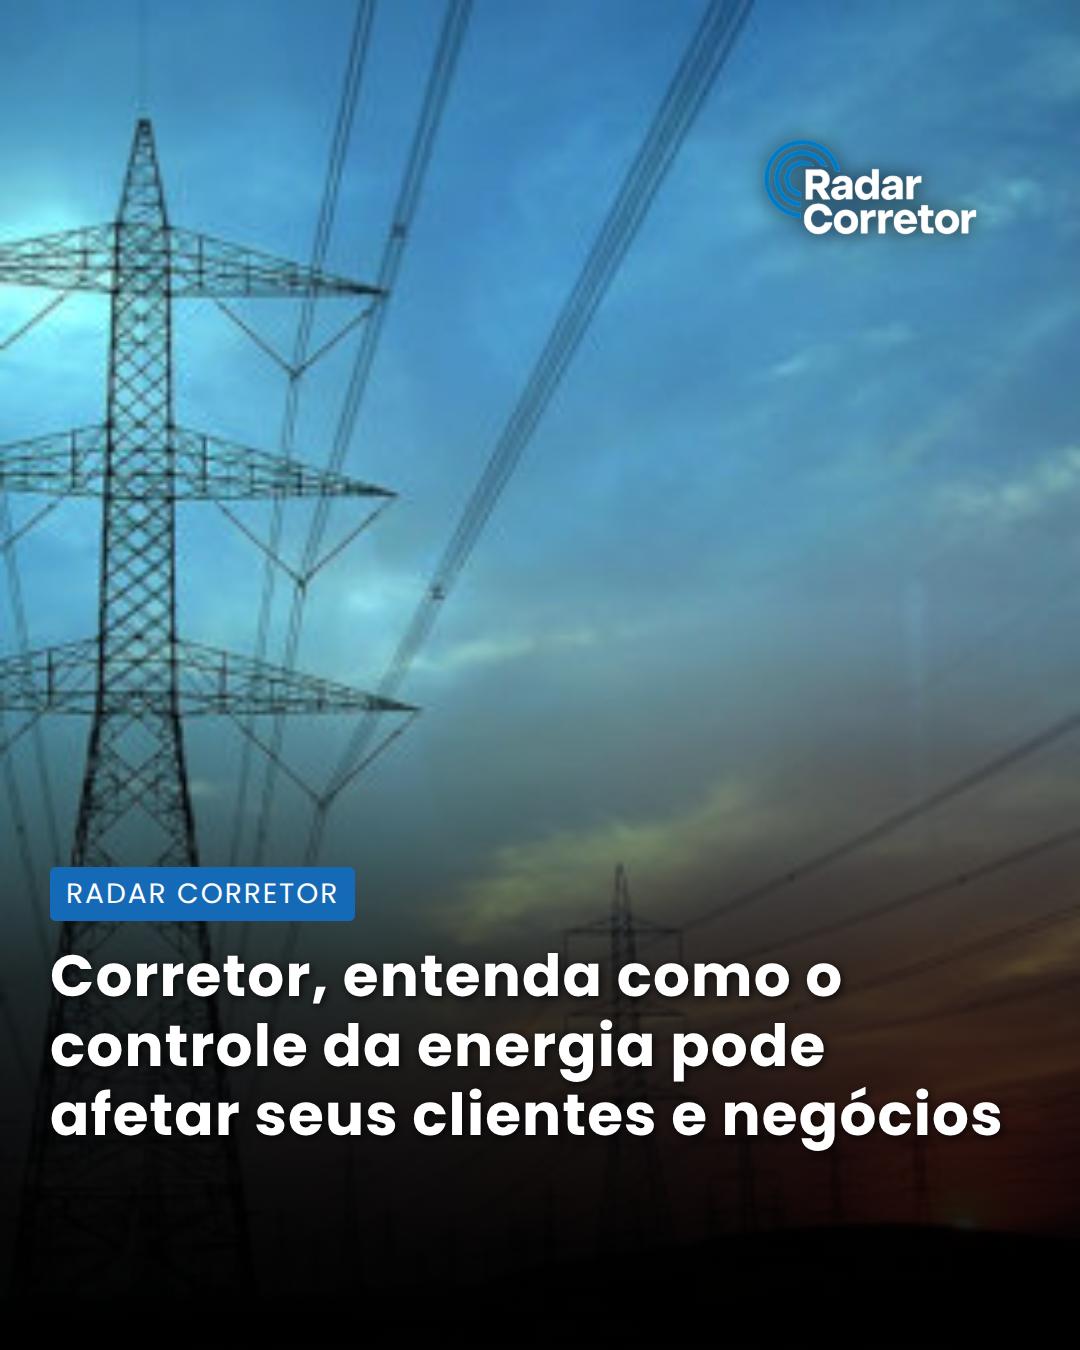 Radar
Corretor
RADAR CORRETOR
Corretor, entenda como o
controle da energia pode
afetar seus clientes e negócios